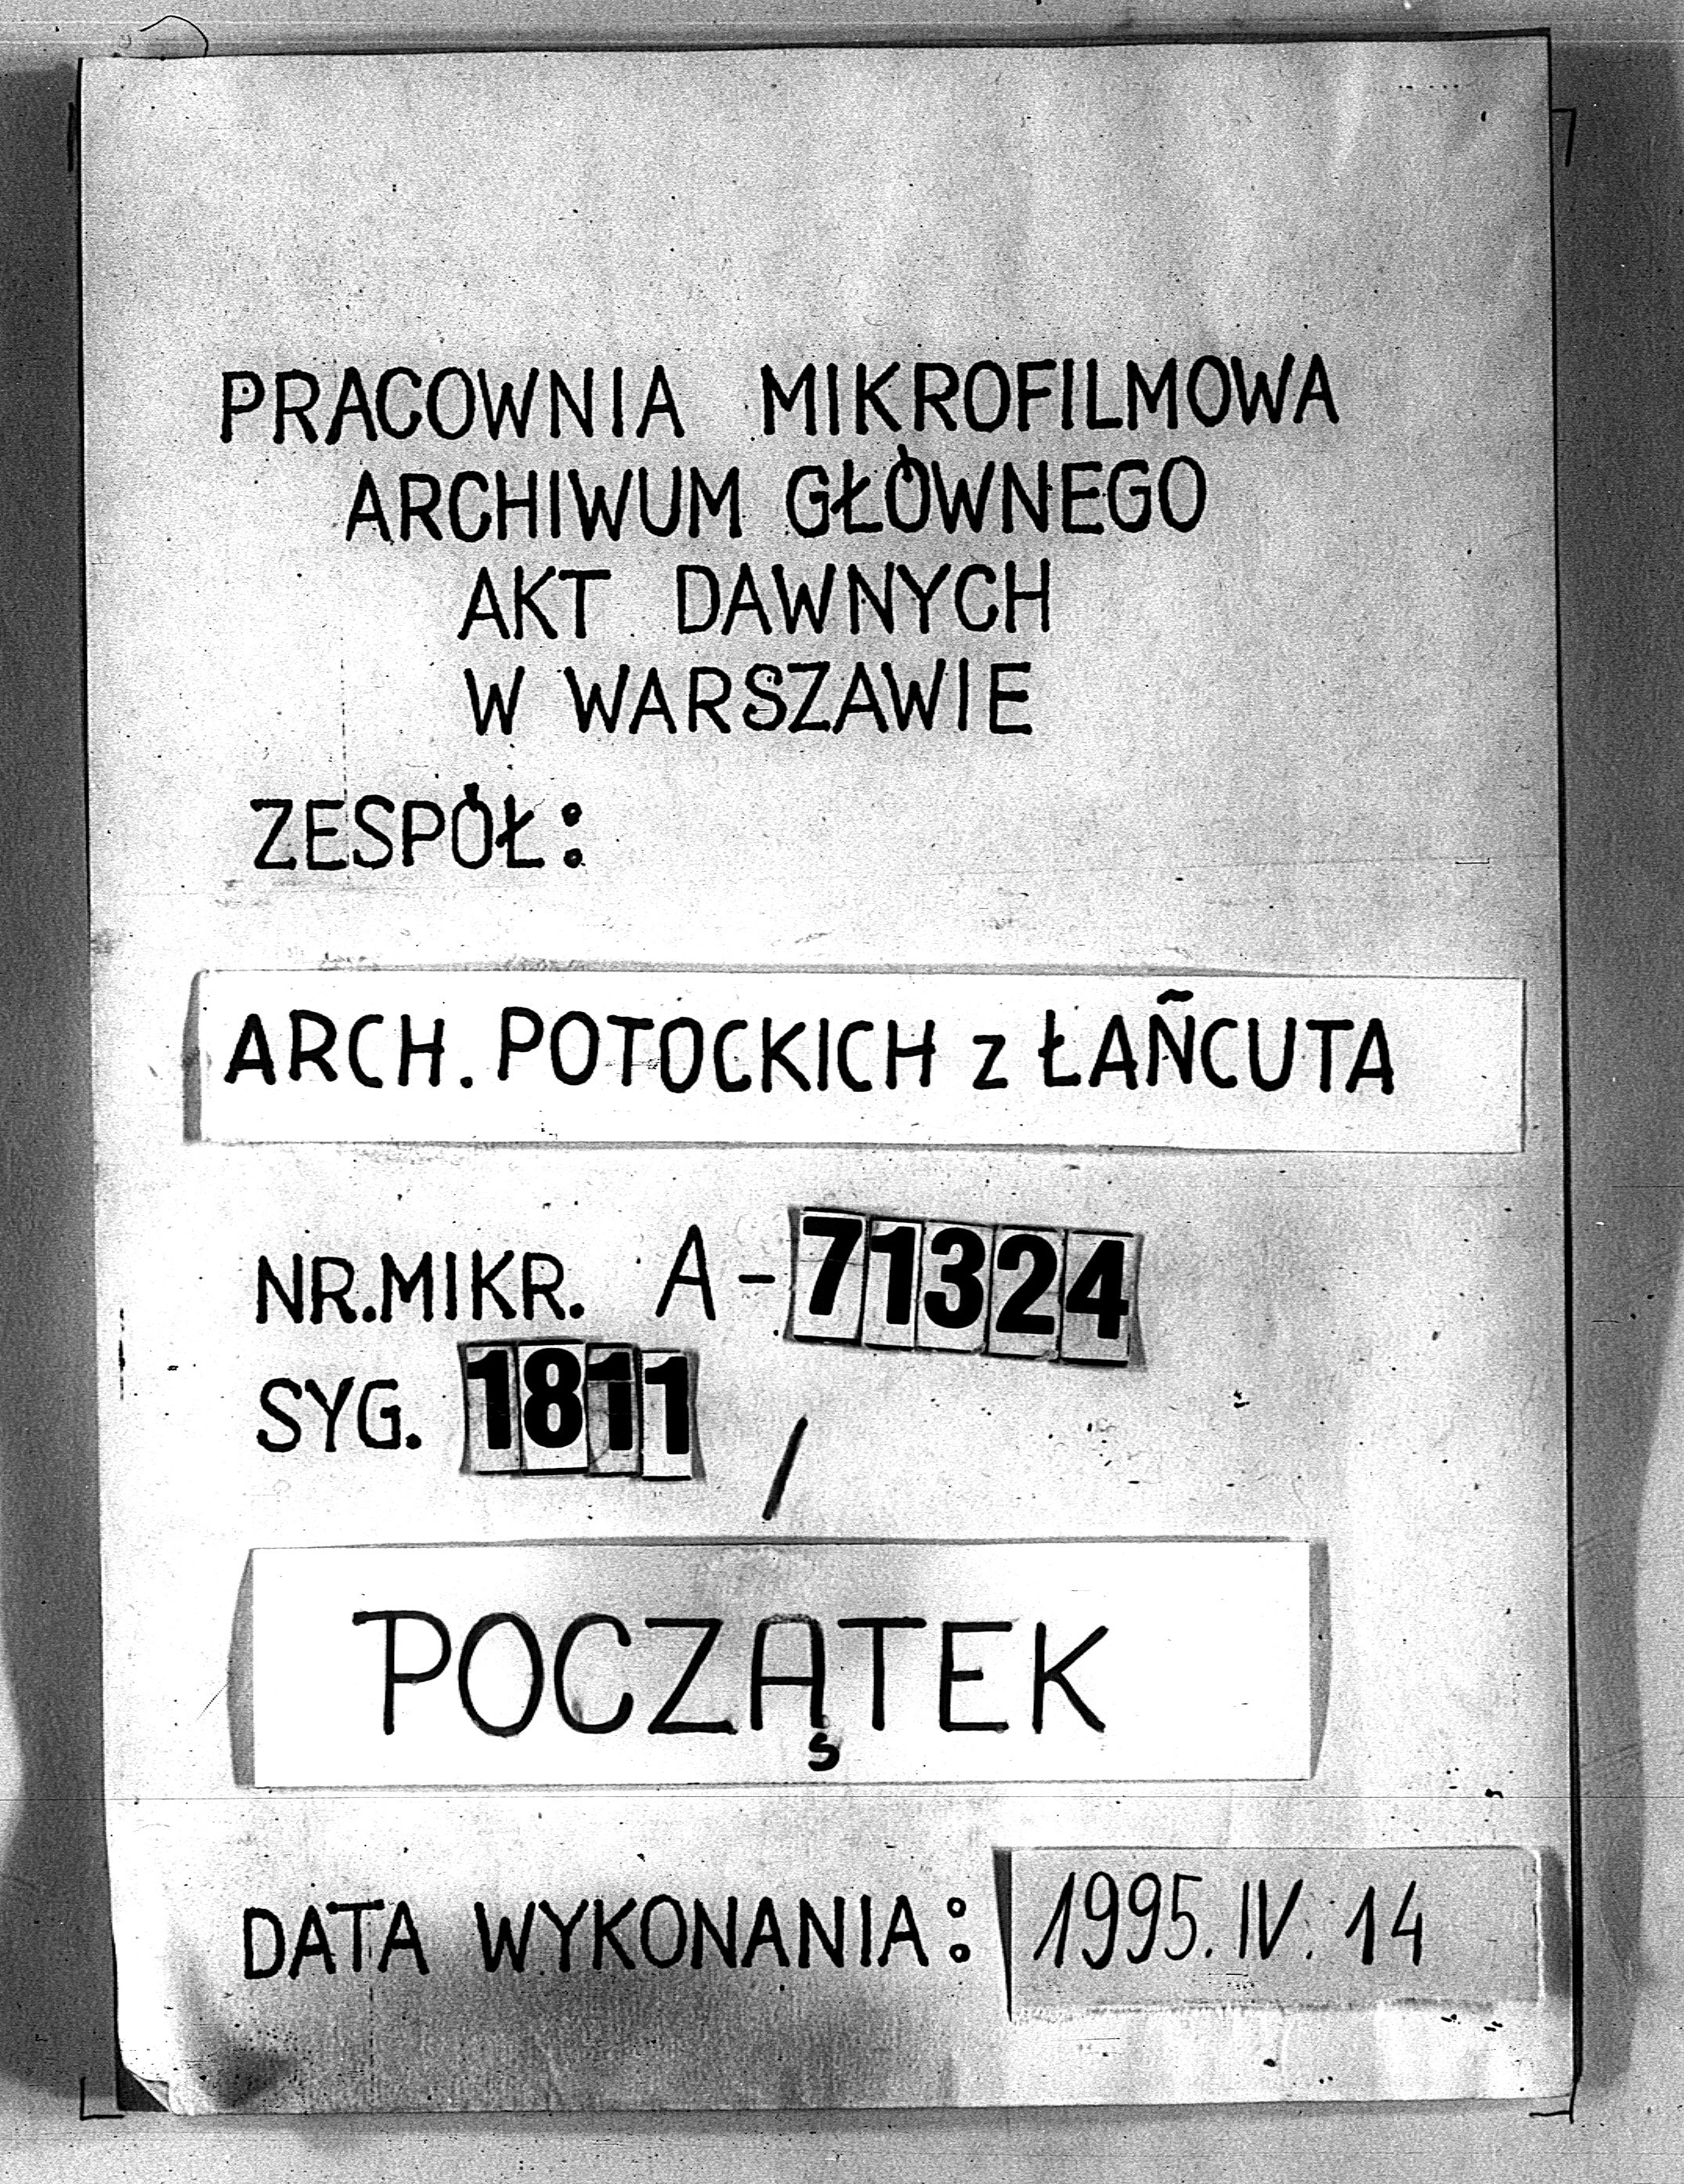 PRACOWNIA MIKROFILMOWA
ARCHIWUM GŁÓWNEGO
AKT DAWNYCH
W WARSZAWIE
ZESPÓŁ:
ARCH. POTOCKICH z ŁAŃCUTA
NR.MIKR. A-71324
SYG. 1811 /
POCZĄTEK
DATA WYKONANIA: 1995.IV.14